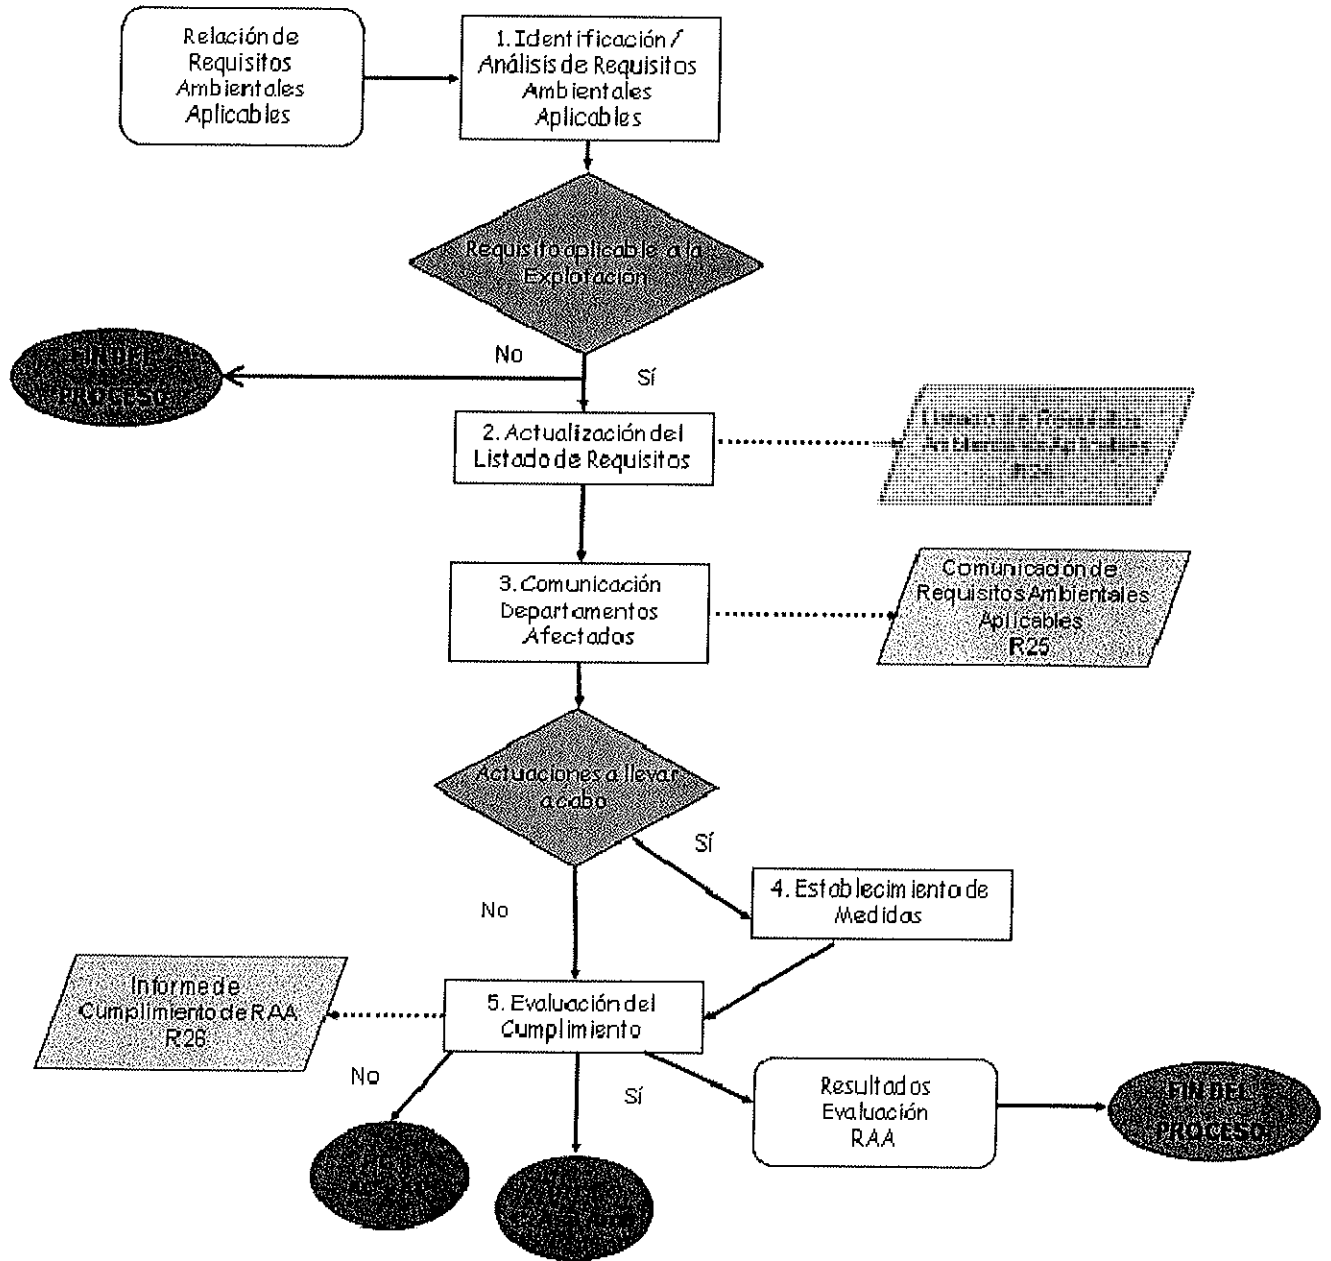 Relación de
Requisitos
Ambientales
Aplicables
1. Identificación /
Análisis de Requisitos
Ambientales
Aplicables
Requisito aplicable a la
Explotación
No
Sí
FIN DEL
PROCESO
2. Actualización del
Listado de Requisitos
3. Comunicación
Departamentos
Afectados
Comunicación de
Requisitos Ambientales
Aplicables
R25
Actuaciones a llevar
a cabo
Sí
No
4. Establecimiento de
Medidas
Informe de
Cumplimiento de RAA
R26
5. Evaluación del
Cumplimiento
No
Sí
Resultados
Evaluación
RAA
FIN DEL
PROCESO